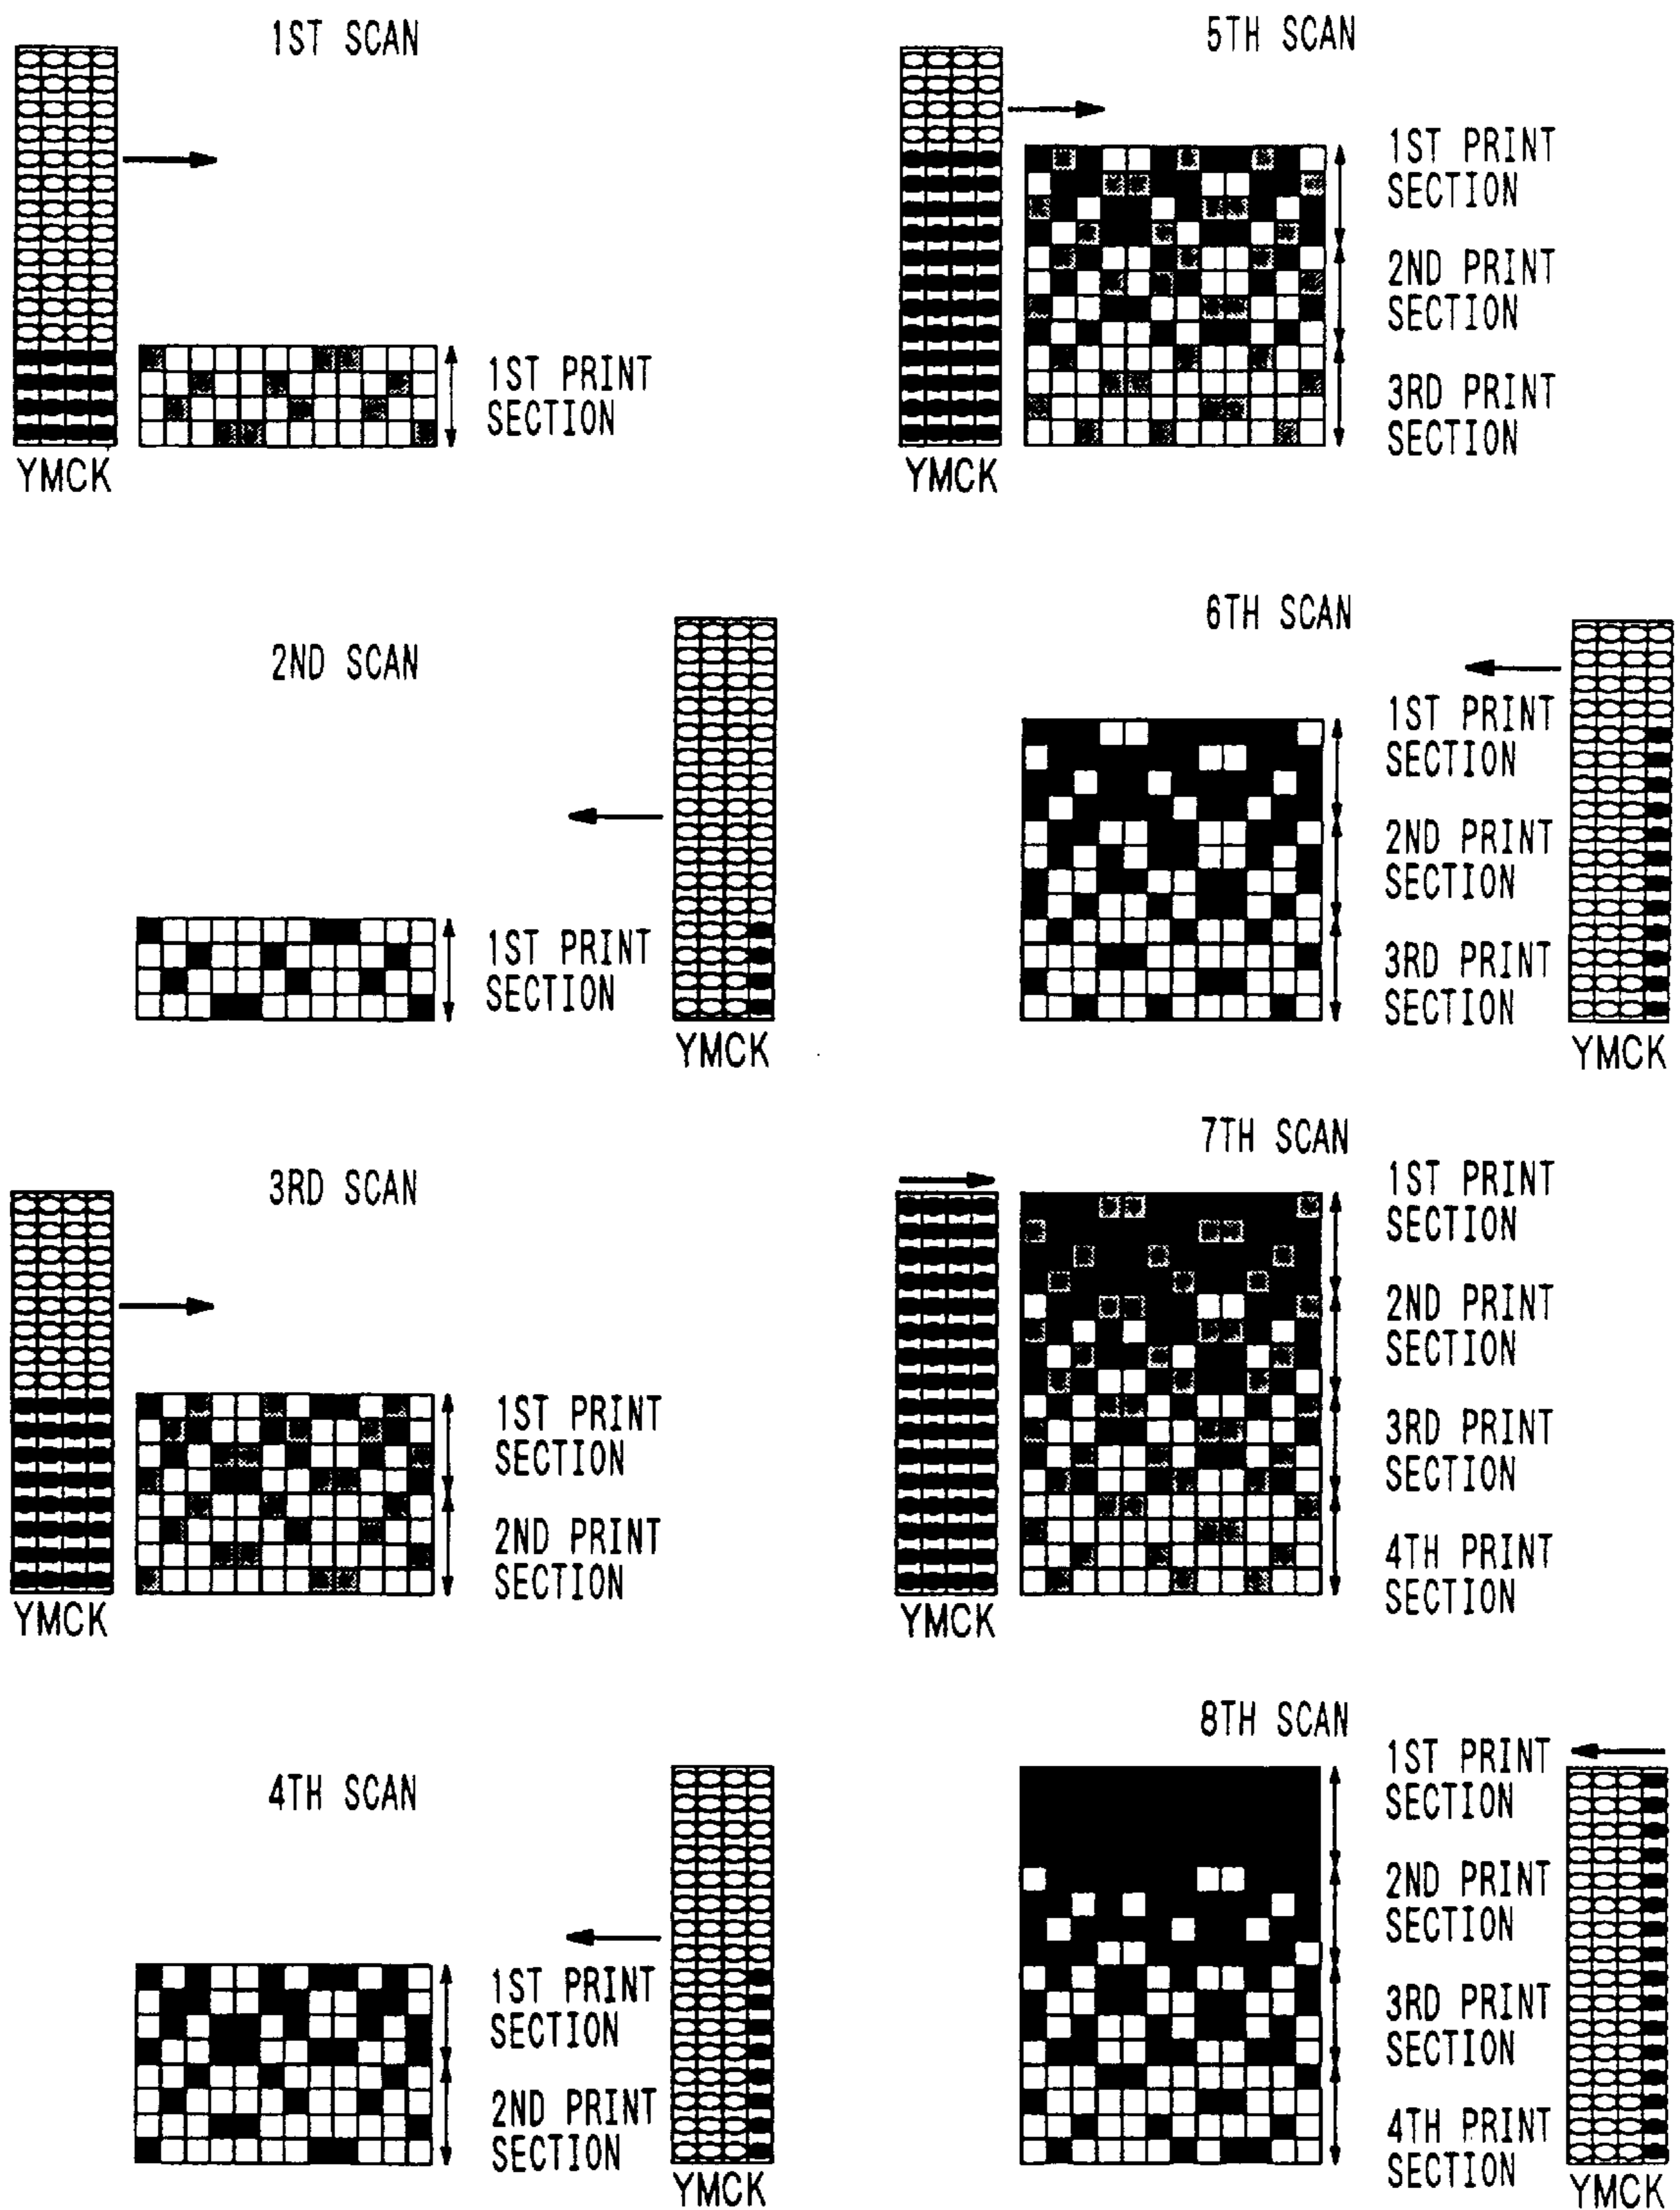 1ST SCAN
1ST PRINT
SECTION
YMCK
2ND SCAN
1ST PRINT
SECTION
YMCK
3RD SCAN
1ST PRINT
SECTION
2ND PRINT
SECTION
YMCK
4TH SCAN
1ST PRINT
SECTION
2ND PRINT
SECTION
YMCK
5TH SCAN
1ST PRINT
SECTION
2ND PRINT
SECTION
3RD PRINT
SECTION
YMCK
6TH SCAN
1ST PRINT
SECTION
2ND PRINT
SECTION
3RD PRINT
SECTION
YMCK
7TH SCAN
1ST PRINT
SECTION
2ND PRINT
SECTION
3RD PRINT
SECTION
4TH PRINT
SECTION
YMCK
8TH SCAN
1ST PRINT
SECTION
2ND PRINT
SECTION
3RD PRINT
SECTION
4TH PRINT
SECTION
YMCK